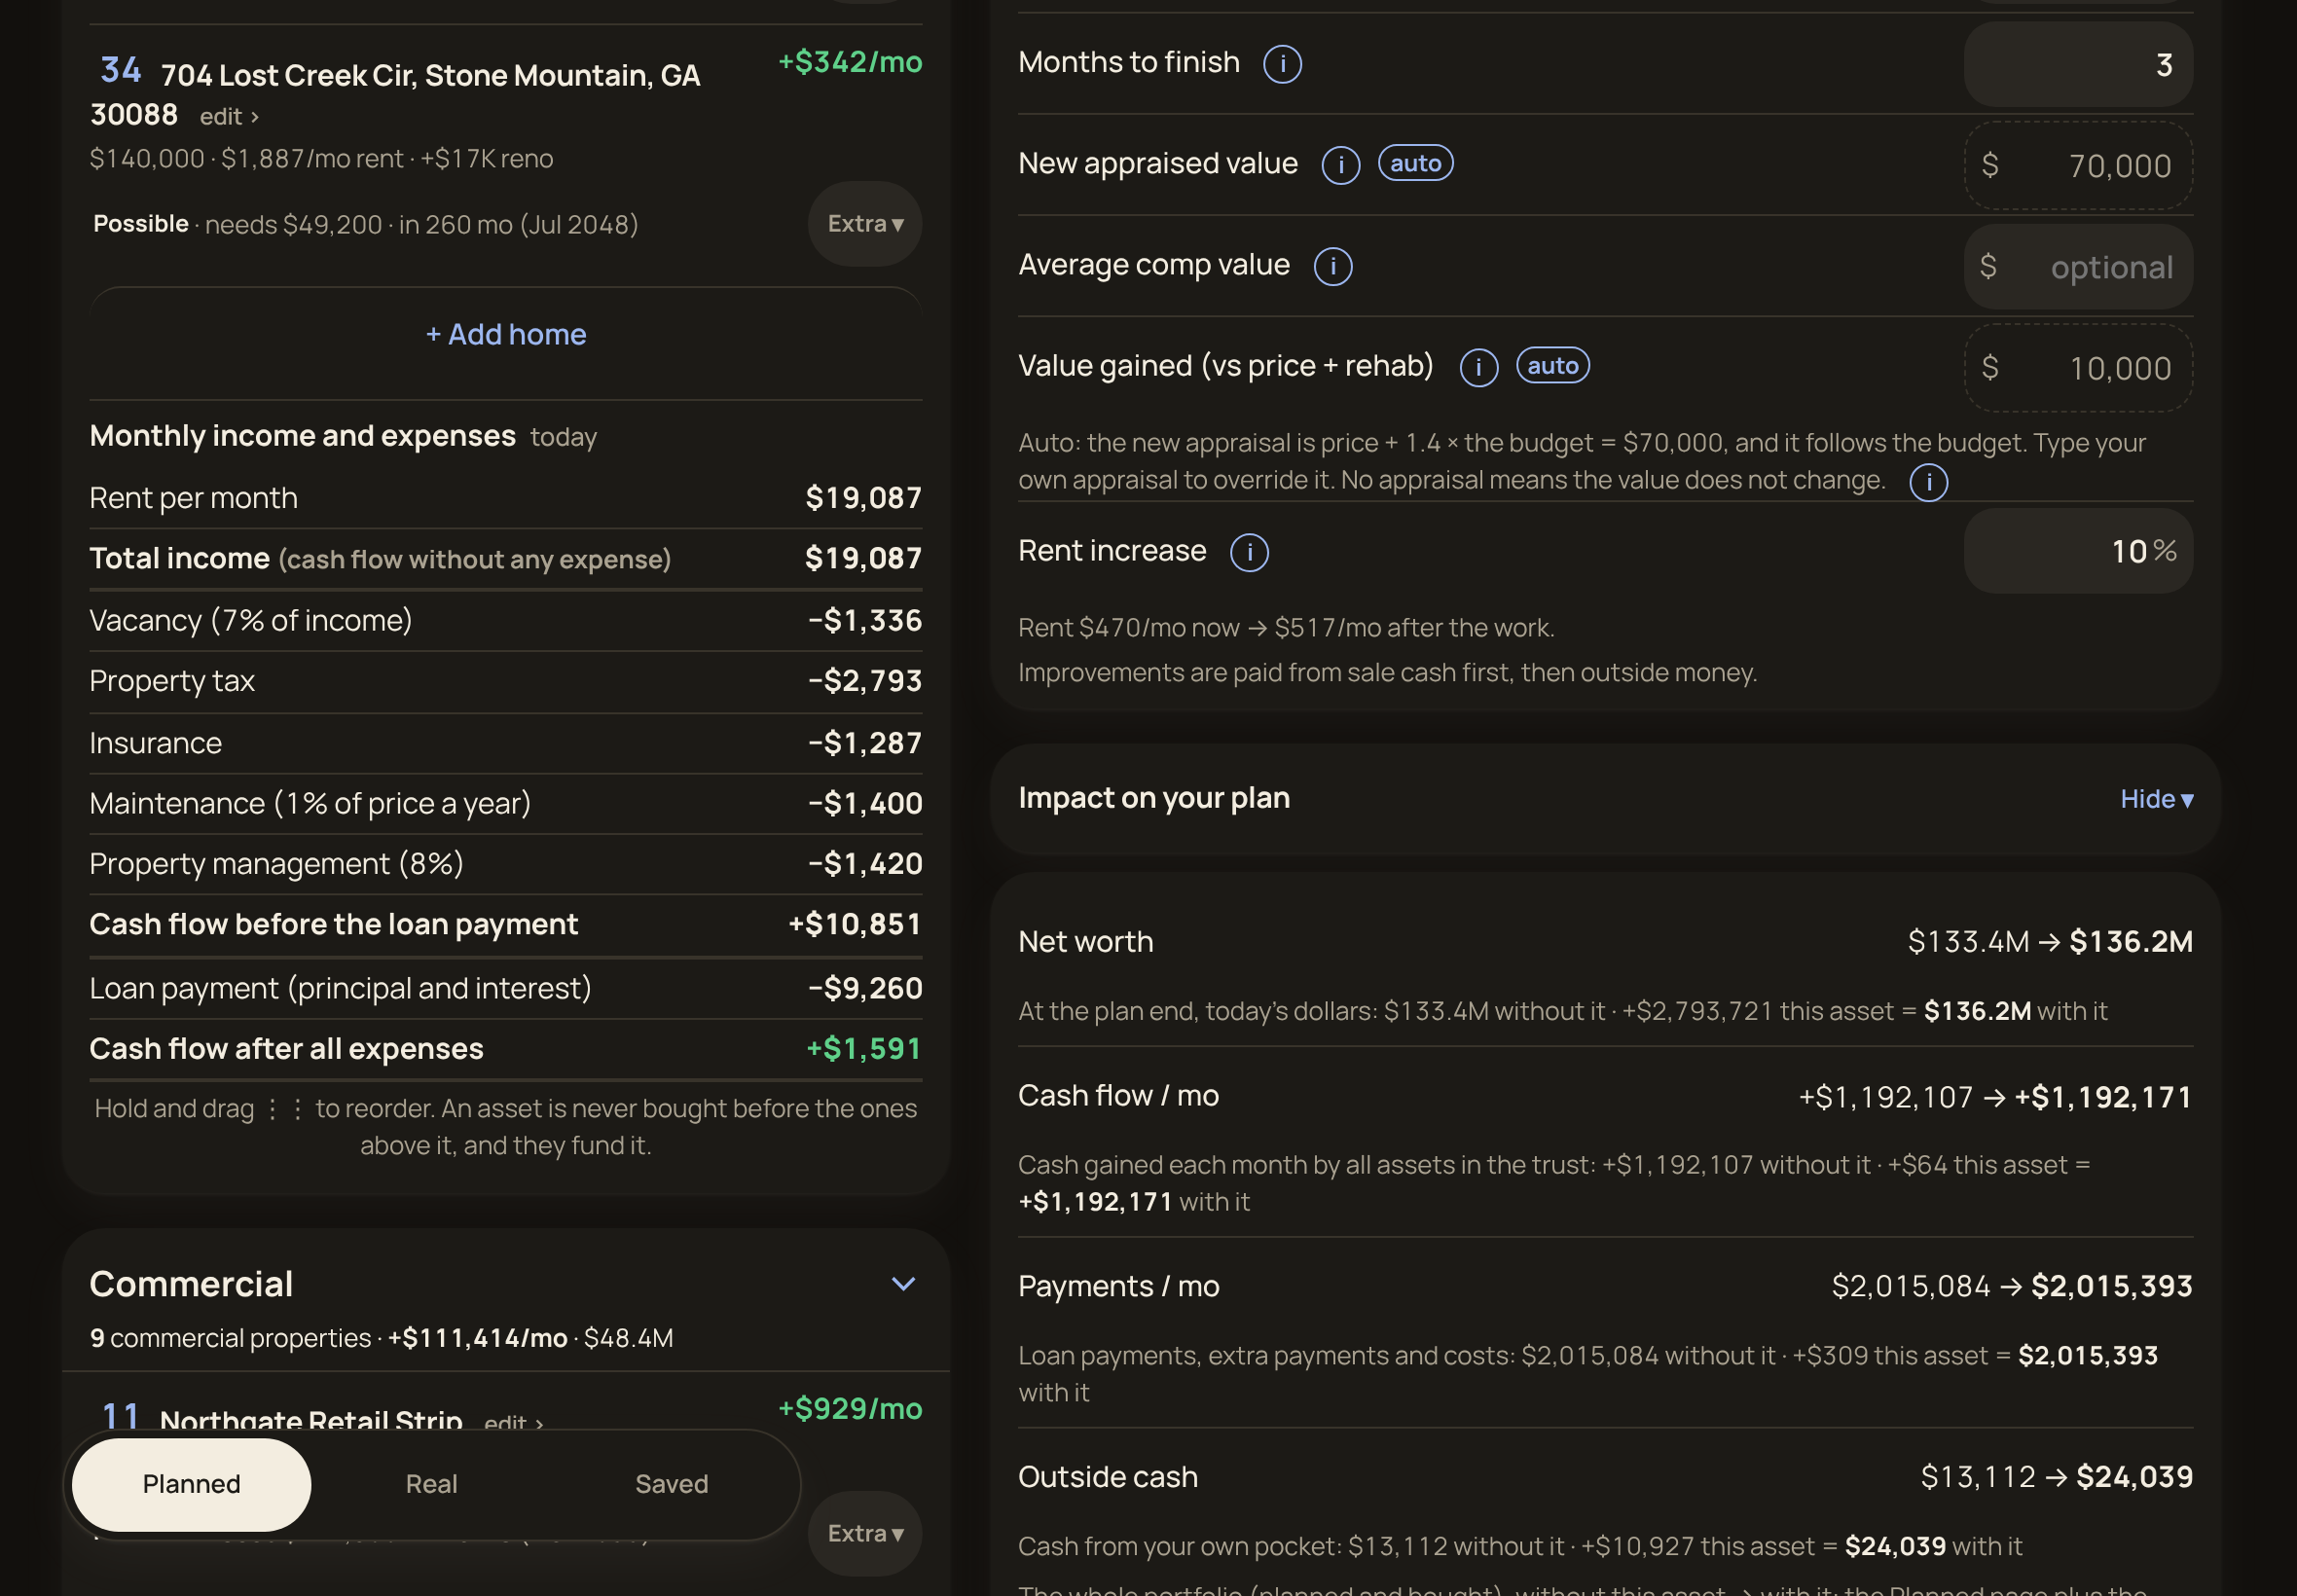 34 704 Lost Creek Cir, Stone Mountain, GA +$342/mo
30088 edit ›
$140,000 · $1,887/mo rent · +$17K reno
Possible · needs $49,200 · in 260 mo (Jul 2048) Extra ▾
+ Add home
Monthly income and expenses today
Rent per month $19,087
Total income (cash flow without any expense) $19,087
Vacancy (7% of income) −$1,336
Property tax −$2,793
Insurance −$1,287
Maintenance (1% of price a year) −$1,400
Property management (8%) −$1,420
Cash flow before the loan payment +$10,851
Loan payment (principal and interest) −$9,260
Cash flow after all expenses +$1,591
Hold and drag ⋮⋮ to reorder. An asset is never bought before the ones
above it, and they fund it.
Commercial
9 commercial properties · +$111,414/mo · $48.4M
11 Northgate Retail Strip edit › +$929/mo
Planned Real Saved
Extra ▾
Months to finish i 3
New appraised value i auto $ 70,000
Average comp value i $ optional
Value gained (vs price + rehab) i auto $ 10,000
Auto: the new appraisal is price + 1.4 × the budget = $70,000, and it follows the budget. Type your
own appraisal to override it. No appraisal means the value does not change. i
Rent increase i 10 %
Rent $470/mo now → $517/mo after the work.
Improvements are paid from sale cash first, then outside money.
Impact on your plan Hide ▾
Net worth $133.4M → $136.2M
At the plan end, today's dollars: $133.4M without it · +$2,793,721 this asset = $136.2M with it
Cash flow / mo +$1,192,107 → +$1,192,171
Cash gained each month by all assets in the trust: +$1,192,107 without it · +$64 this asset =
+$1,192,171 with it
Payments / mo $2,015,084 → $2,015,393
Loan payments, extra payments and costs: $2,015,084 without it · +$309 this asset = $2,015,393
with it
Outside cash $13,112 → $24,039
Cash from your own pocket: $13,112 without it · +$10,927 this asset = $24,039 with it
The whole portfolio (planned and bought), without this asset → with it: the Planned page plus the